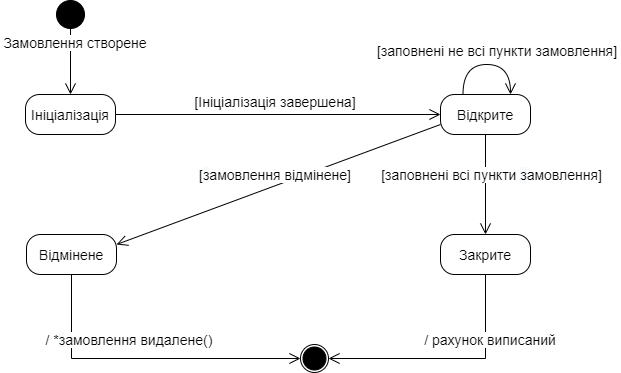 Замовлення створене
[заповнені не всі пункти замовлення]
Ініціалізація
[Ініціалізація завершена]
Відкрите
[замовлення відмінене]
[заповнені всі пункти замовлення]
Відмінене
Закрите
/ *замовлення видалене()
/ рахунок виписаний